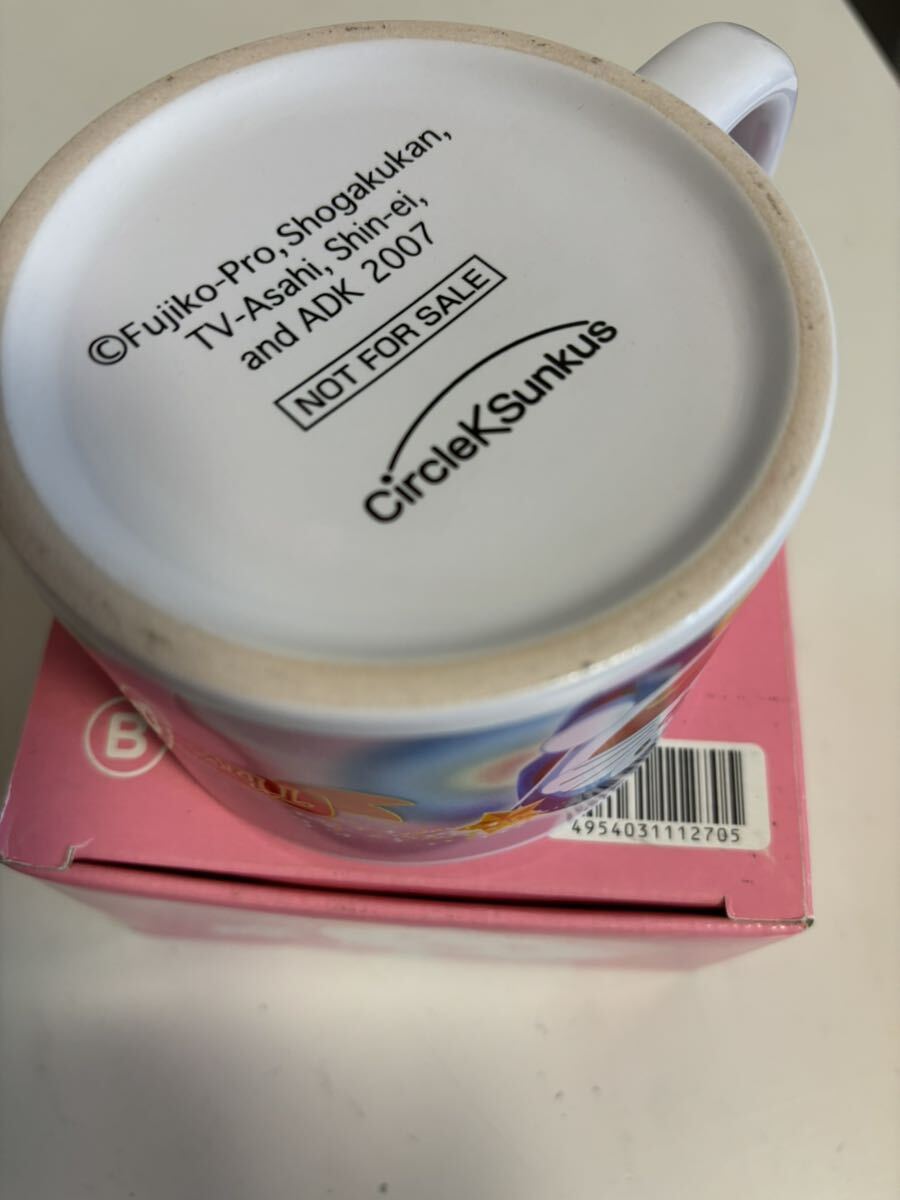 ©Fujiko-Pro,Shogakukan,
TV-Asahi, Shin-ei,
and ADK 2007
NOT FOR SALE
CircleKSunkus
B
4954031112705